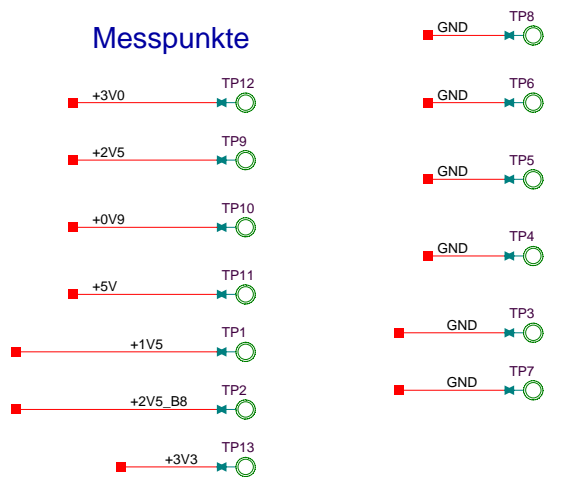 Messpunkte
TP12
+3V0
TP9
+2V5
TP10
+0V9
TP11
+5V
TP1
+1V5
TP2
+2V5_B8
TP13
+3V3
TP8
GND
TP6
GND
TP5
GND
TP4
GND
TP3
GND
TP7
GND